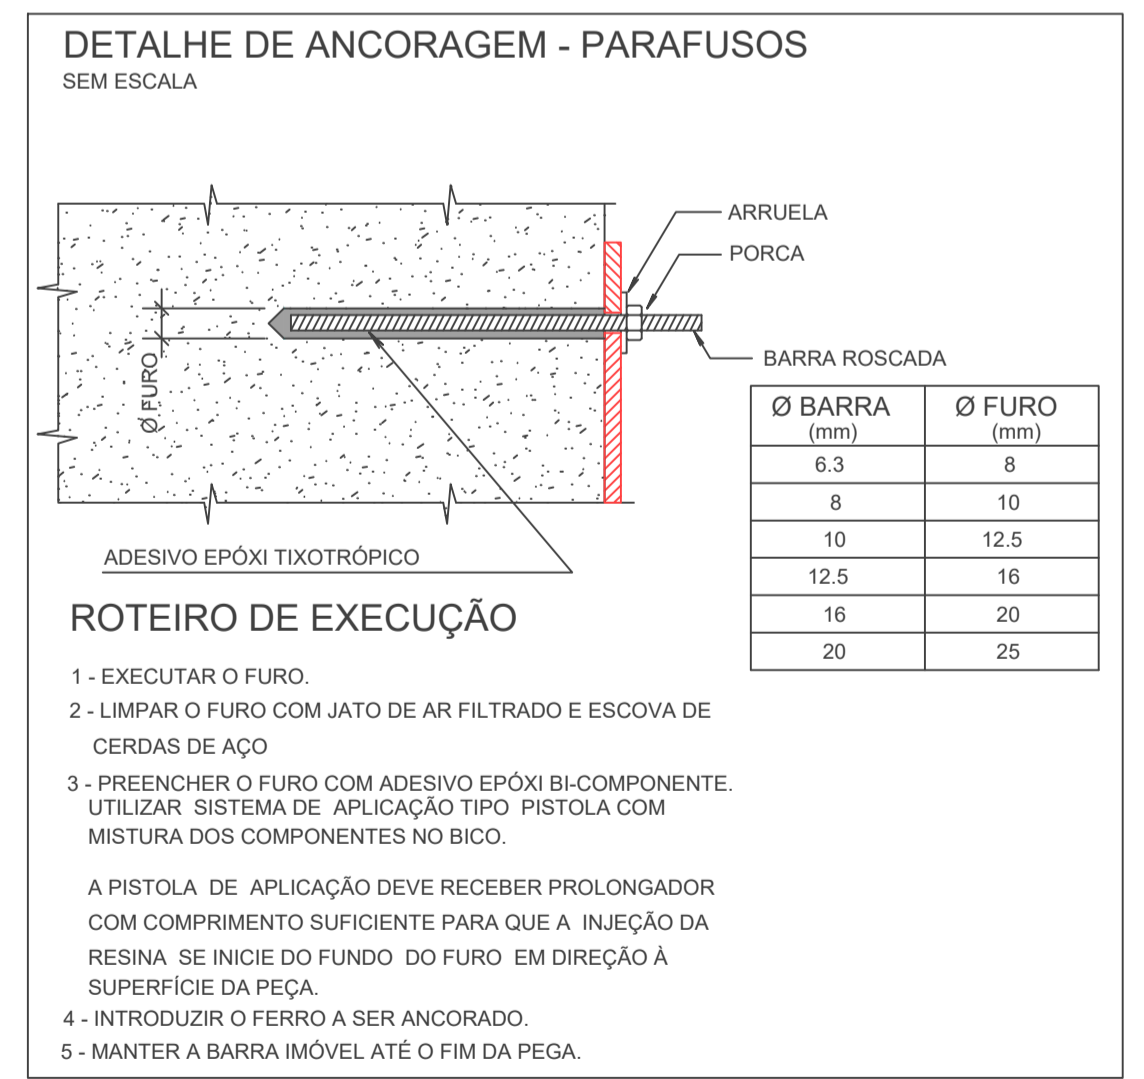 DETALHE DE ANCORAGEM - PARAFUSOS
SEM ESCALA
ARRUELA
PORCA
BARRA ROSCADA
Ø FURO
ADESIVO EPÓXI TIXOTRÓPICO
Ø BARRA Ø FURO
(mm) (mm)
6.3 8
8 10
10 12.5
12.5 16
16 20
20 25
ROTEIRO DE EXECUÇÃO
1 - EXECUTAR O FURO.
2 - LIMPAR O FURO COM JATO DE AR FILTRADO E ESCOVA DE
CERDAS DE AÇO
3 - PREENCHER O FURO COM ADESIVO EPÓXI BI-COMPONENTE.
UTILIZAR SISTEMA DE APLICAÇÃO TIPO PISTOLA COM
MISTURA DOS COMPONENTES NO BICO.
A PISTOLA DE APLICAÇÃO DEVE RECEBER PROLONGADOR
COM COMPRIMENTO SUFICIENTE PARA QUE A INJEÇÃO DA
RESINA SE INICIE DO FUNDO DO FURO EM DIREÇÃO À
SUPERFÍCIE DA PEÇA.
4 - INTRODUZIR O FERRO A SER ANCORADO.
5 - MANTER A BARRA IMÓVEL ATÉ O FIM DA PEGA.